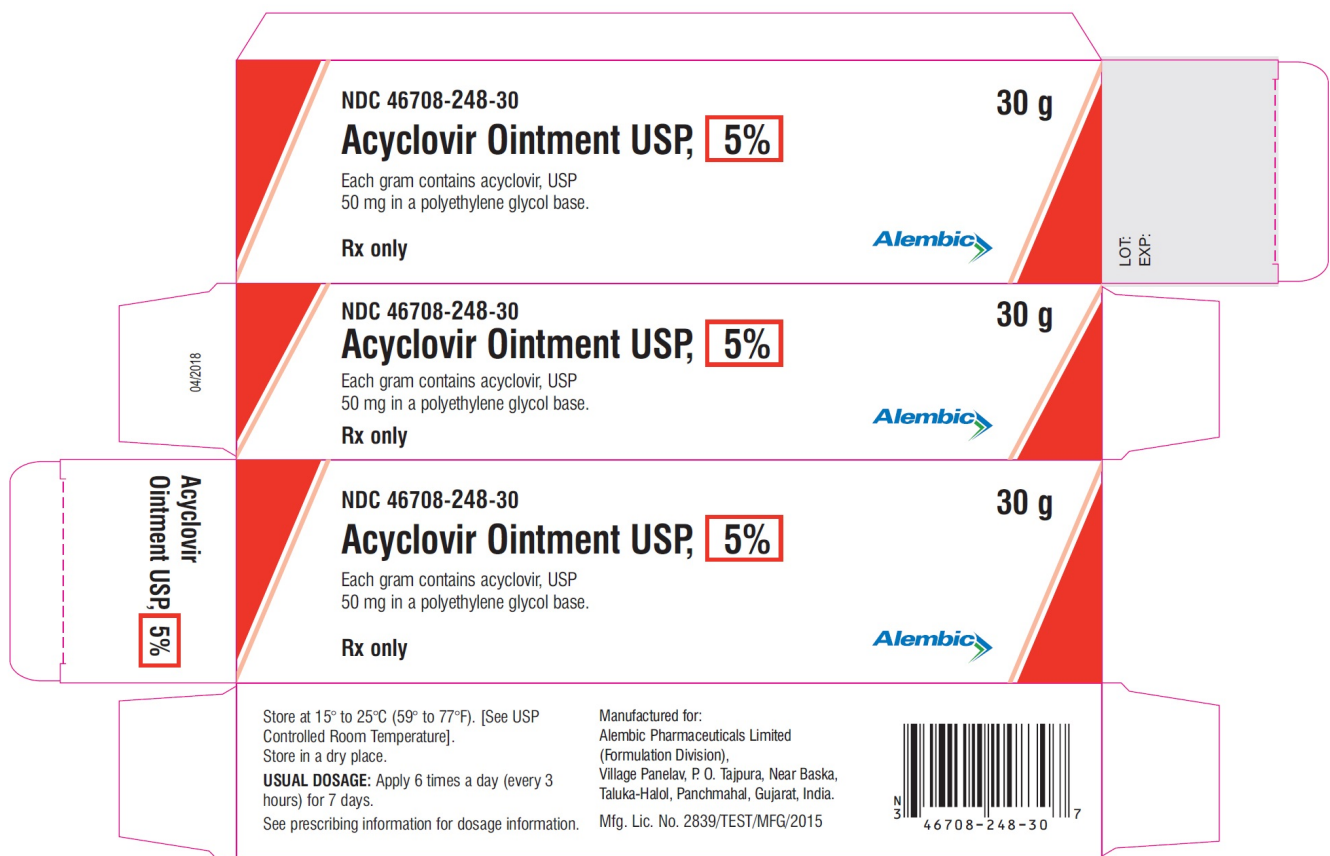 NDC 46708-248-30
30 g
Acyclovir Ointment USP, 5%
Each gram contains acyclovir, USP
50 mg in a polyethylene glycol base.
Rx only
Alembic
LOT:
EXP:
NDC 46708-248-30
30 g
Acyclovir Ointment USP, 5%
Each gram contains acyclovir, USP
50 mg in a polyethylene glycol base.
Rx only
Alembic
04/2018
NDC 46708-248-30
30 g
Acyclovir Ointment USP, 5%
Each gram contains acyclovir, USP
50 mg in a polyethylene glycol base.
Rx only
Alembic
Acyclovir
Ointment USP, 5%
Store at 15° to 25°C (59° to 77°F). [See USP
Controlled Room Temperature].
Store in a dry place.
USUAL DOSAGE: Apply 6 times a day (every 3
hours) for 7 days.
See prescribing information for dosage information.
Manufactured for:
Alembic Pharmaceuticals Limited
(Formulation Division),
Village Panelav, P. O. Tajpura, Near Baska,
Taluka-Halol, Panchmahal, Gujarat, India.
Mfg. Lic. No. 2839/TEST/MFG/2015
N
3 46708-248-30 7